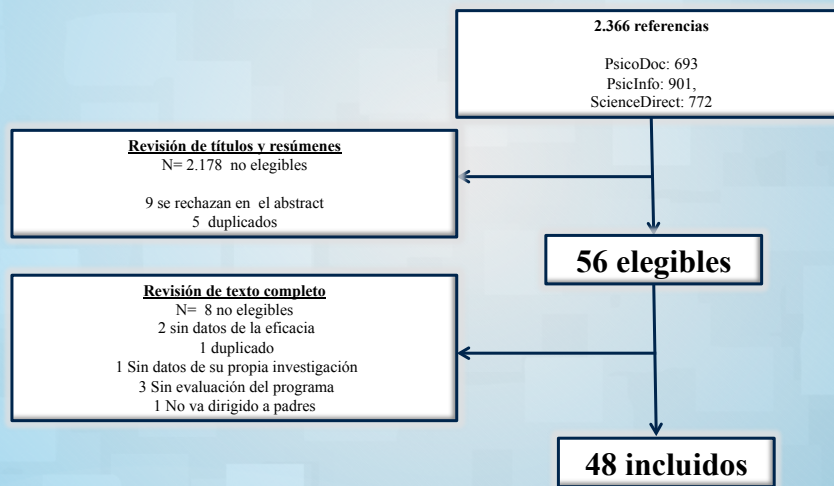 2.366 referencias
PsicoDoc: 693
PsicInfo: 901,
ScienceDirect: 772
Revisión de títulos y resúmenes
N= 2.178 no elegibles
9 se rechazan en el abstract
5 duplicados
56 elegibles
Revisión de texto completo
N= 8 no elegibles
2 sin datos de la eficacia
1 duplicado
1 Sin datos de su propia investigación
3 Sin evaluación del programa
1 No va dirigido a padres
48 incluidos